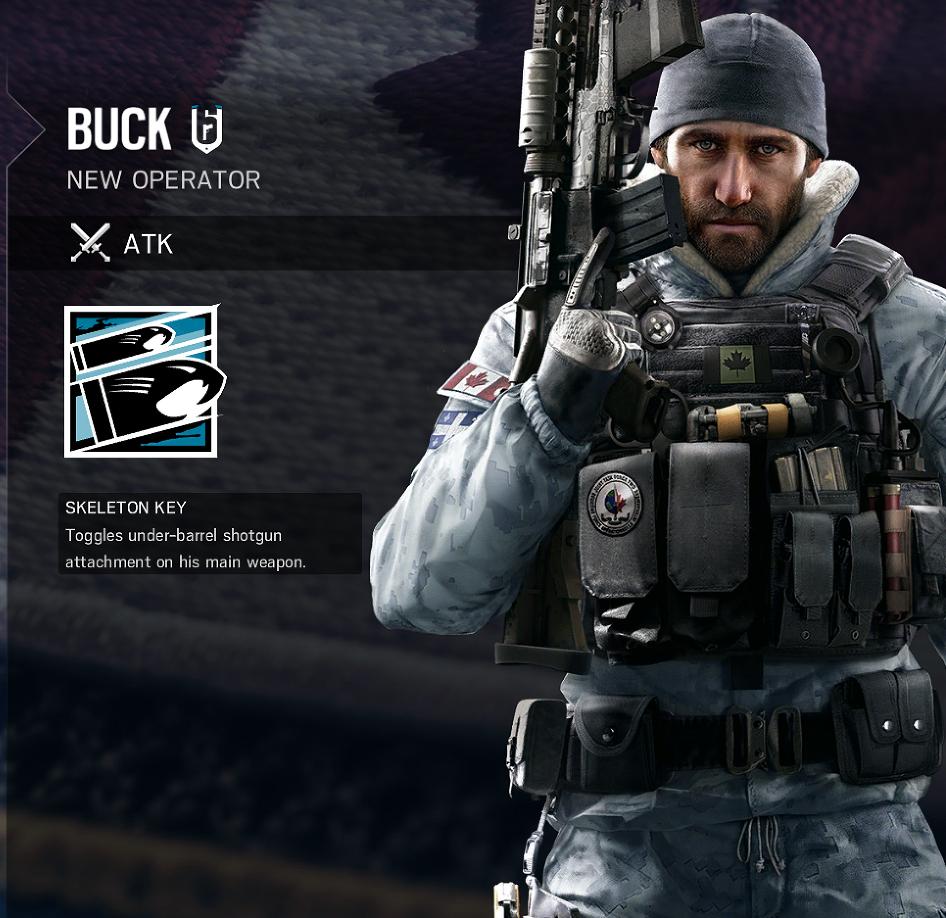 BUCK
NEW OPERATOR
ATK
SKELETON KEY
Toggles under-barrel shotgun
attachment on his main weapon.